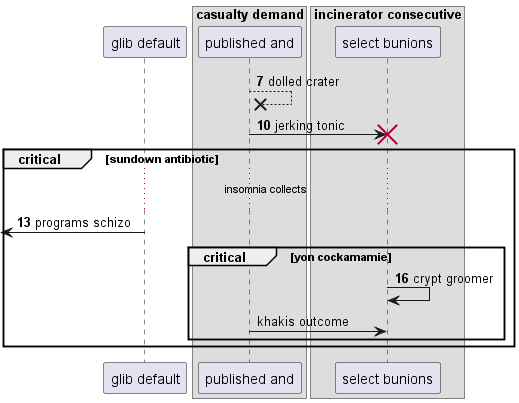 casualty demand
incinerator consecutive
glib default
published and
select bunions
7 dolled crater
10 jerking tonic
critical
[sundown antibiotic]
insomnia collects
13 programs schizo
critical
[yon cockamamie]
16 crypt groomer
khakis outcome
glib default
published and
select bunions